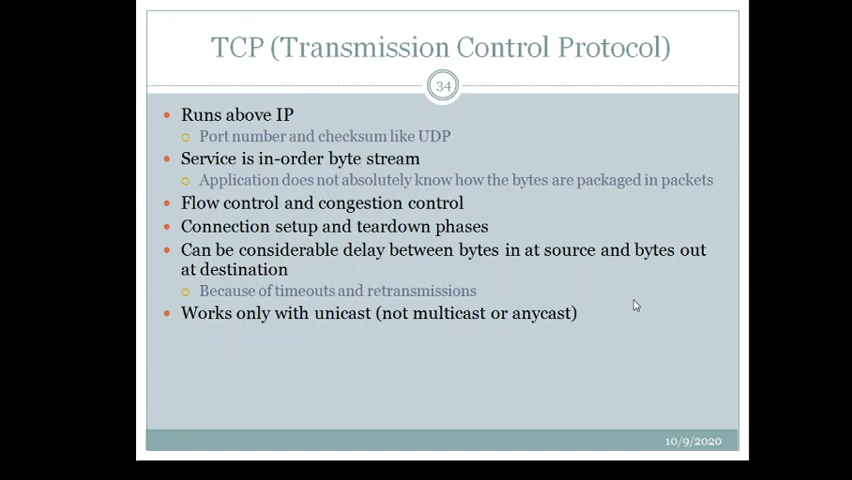 TCP (Transmission Control Protocol)
34
Runs above IP
Port number and checksum like UDP
Service is in-order byte stream
Application does not absolutely know how the bytes are packaged in packets
Flow control and congestion control
Connection setup and teardown phases
Can be considerable delay between bytes in at source and bytes out
at destination
Because of timeouts and retransmissions
Works only with unicast (not multicast or anycast)
10/9/2020